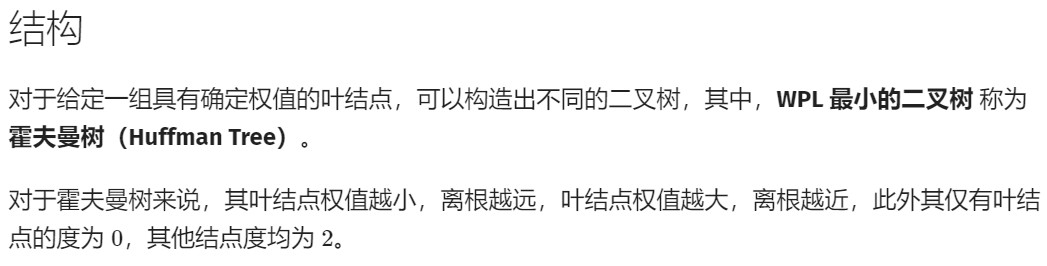 结构
对于给定一组具有确定权值的叶结点，可以构造出不同的二叉树，其中，WPL 最小的二叉树 称为
霍夫曼树（Huffman Tree）。
对于霍夫曼树来说，其叶结点权值越小，离根越远，叶结点权值越大，离根越近，此外其仅有叶结
点的度为 0，其他结点度均为 2。